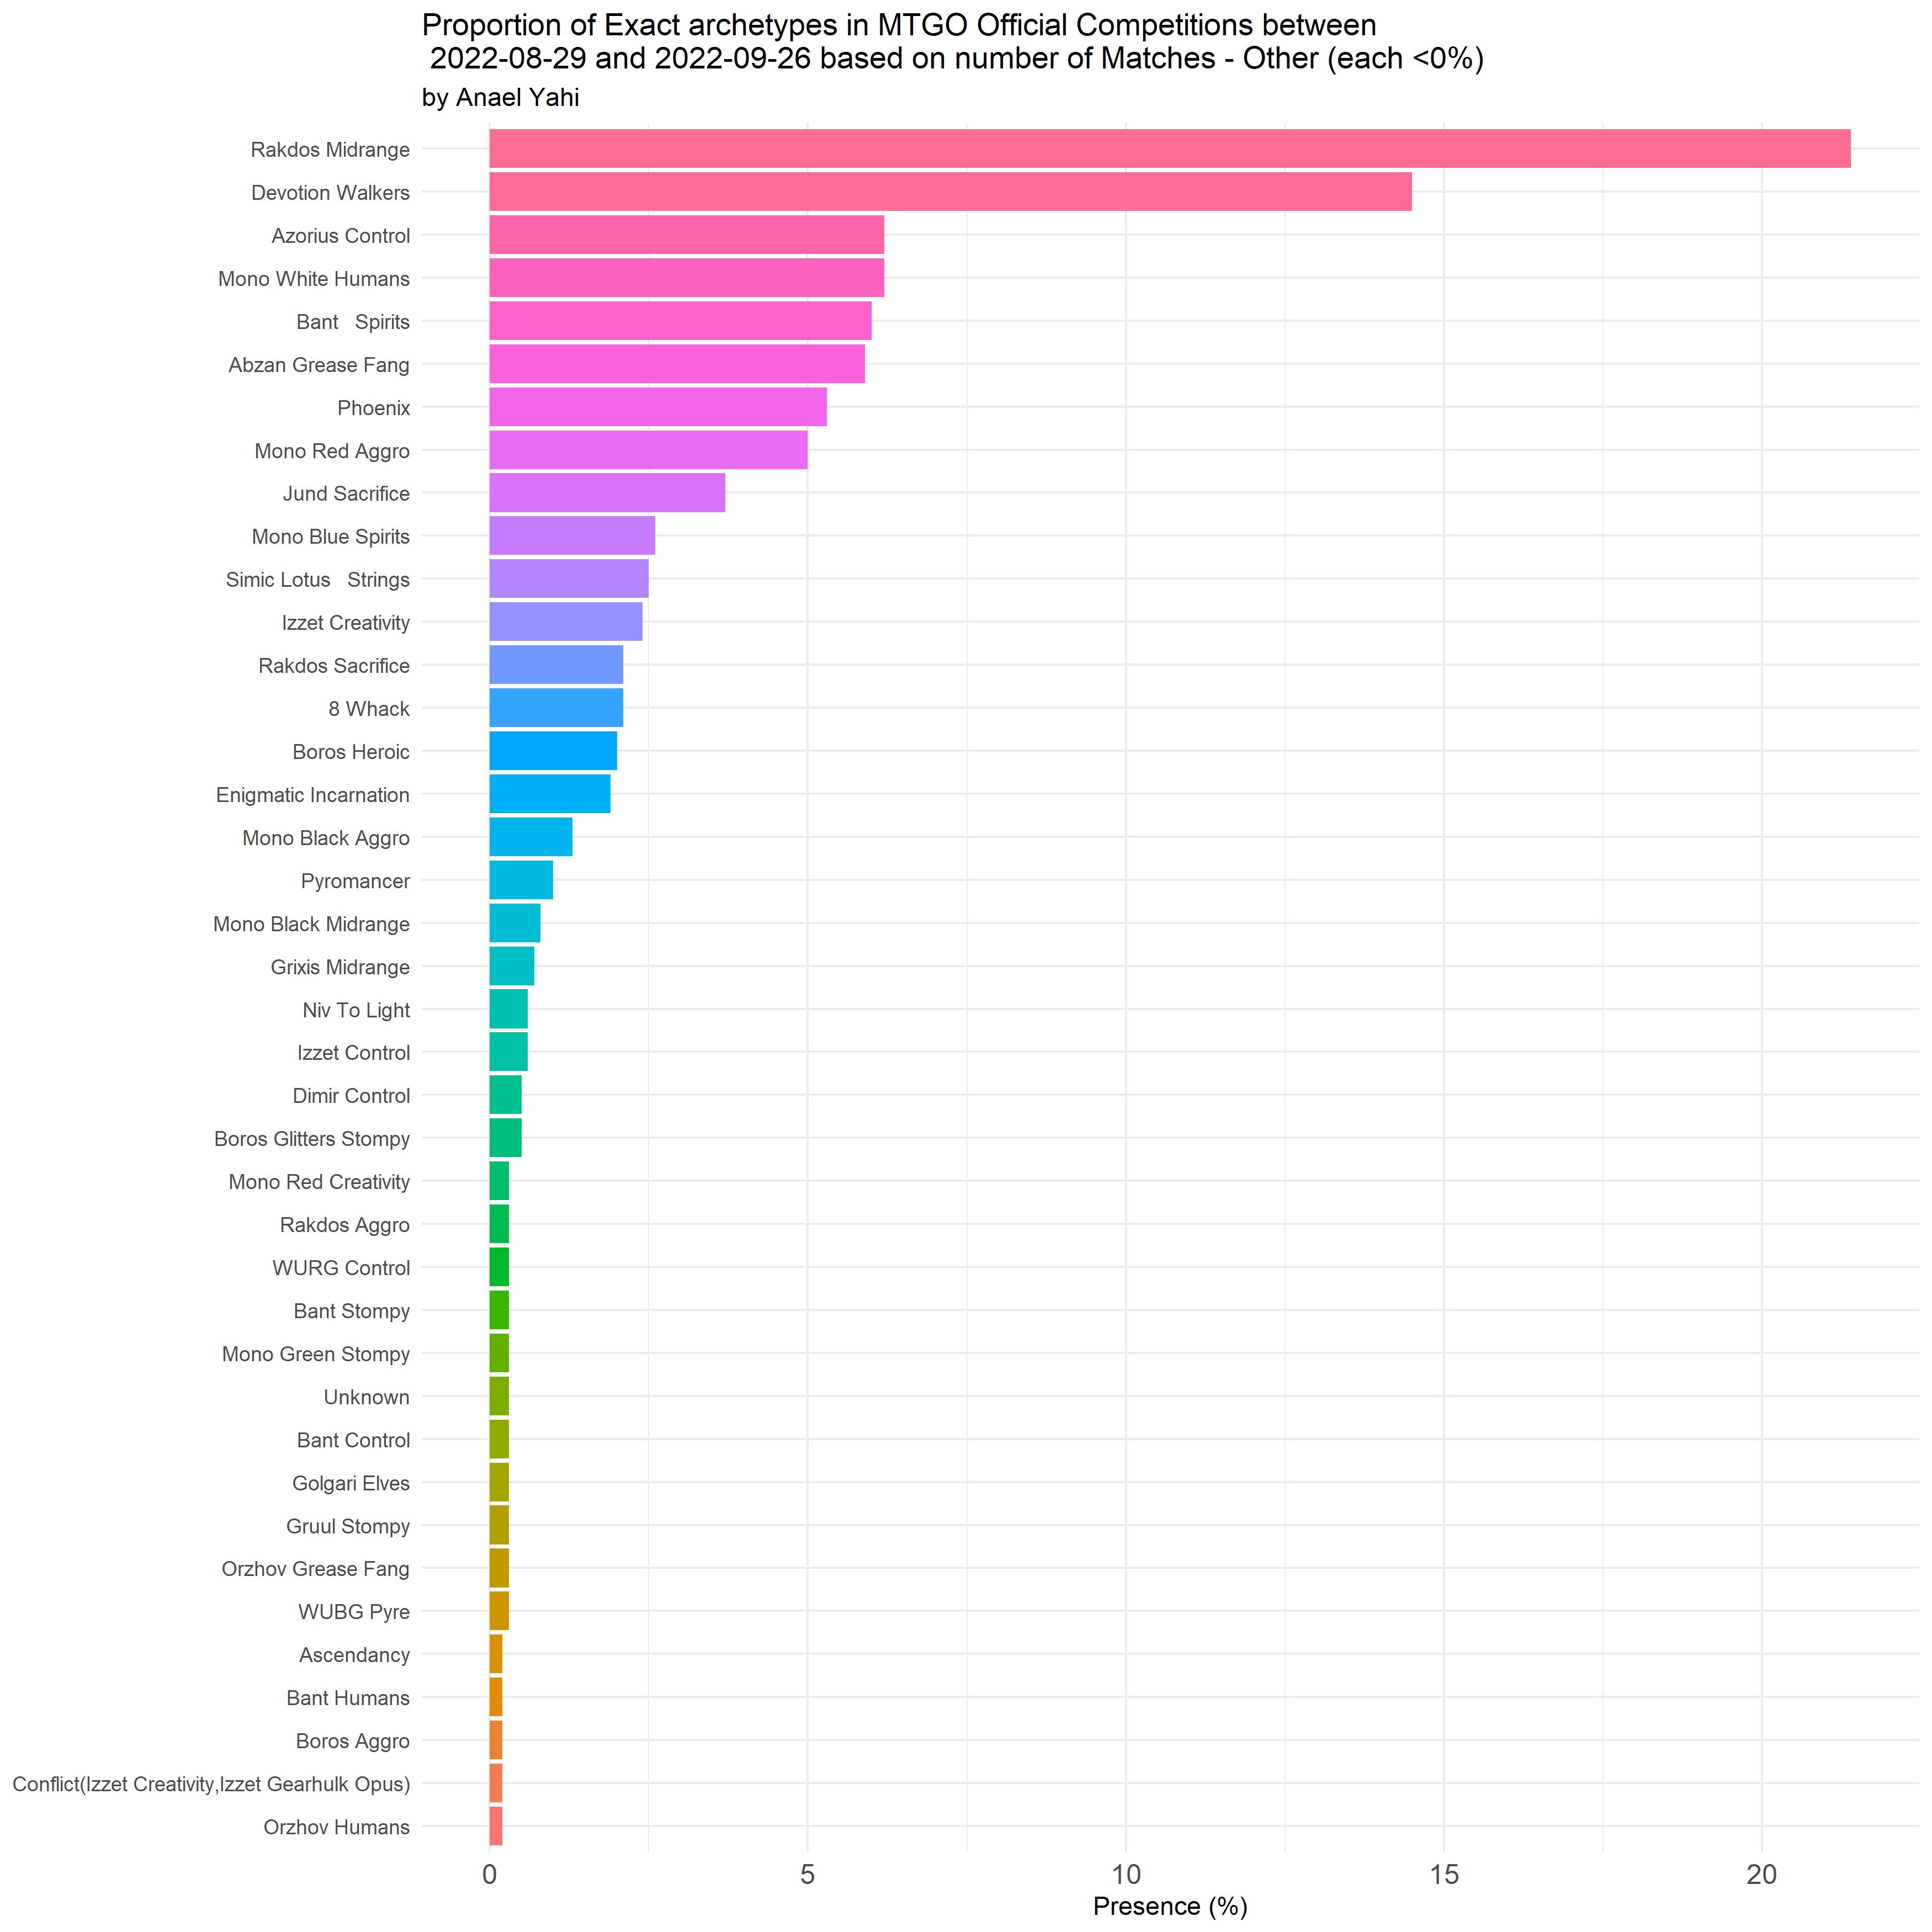 Proportion of Exact archetypes in MTGO Official Competitions between
2022-08-29 and 2022-09-26 based on number of Matches - Other (each <0%)
by Anael Yahi
Rakdos Midrange
Devotion Walkers
Azorius Control
Mono White Humans
Bant   Spirits
Abzan Grease Fang
Phoenix
Mono Red Aggro
Jund Sacrifice
Mono Blue Spirits
Simic Lotus   Strings
Izzet Creativity
Rakdos Sacrifice
8 Whack
Boros Heroic
Enigmatic Incarnation
Mono Black Aggro
Pyromancer
Mono Black Midrange
Grixis Midrange
Niv To Light
Izzet Control
Dimir Control
Boros Glitters Stompy
Mono Red Creativity
Rakdos Aggro
WURG Control
Bant Stompy
Mono Green Stompy
Unknown
Bant Control
Golgari Elves
Gruul Stompy
Orzhov Grease Fang
WUBG Pyre
Ascendancy
Bant Humans
Boros Aggro
Conflict(Izzet Creativity,Izzet Gearhulk Opus)
Orzhov Humans
0 5 10 15 20
Presence (%)